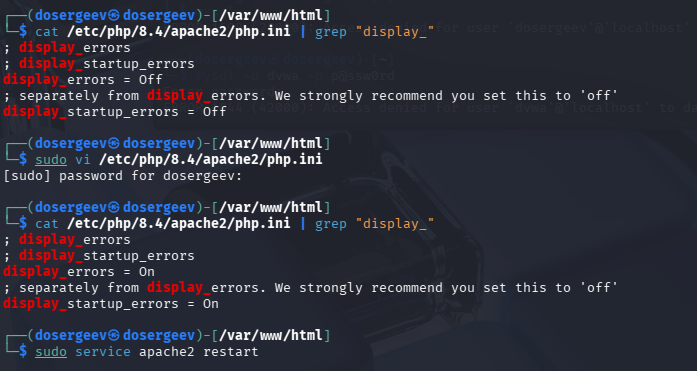 ┌──(dosergeev㉿dosergeev)-[/var/www/html]
└─$ cat /etc/php/8.4/apache2/php.ini | grep "display_"
; display_errors
; display_startup_errors
display_errors = Off
; separately from display_errors. We strongly recommend you set this to 'off'
display_startup_errors = Off
┌──(dosergeev㉿dosergeev)-[/var/www/html]
└─$ sudo vi /etc/php/8.4/apache2/php.ini
[sudo] password for dosergeev:
┌──(dosergeev㉿dosergeev)-[/var/www/html]
└─$ cat /etc/php/8.4/apache2/php.ini | grep "display_"
; display_errors
; display_startup_errors
display_errors = On
; separately from display_errors. We strongly recommend you set this to 'off'
display_startup_errors = On
┌──(dosergeev㉿dosergeev)-[/var/www/html]
└─$ sudo service apache2 restart